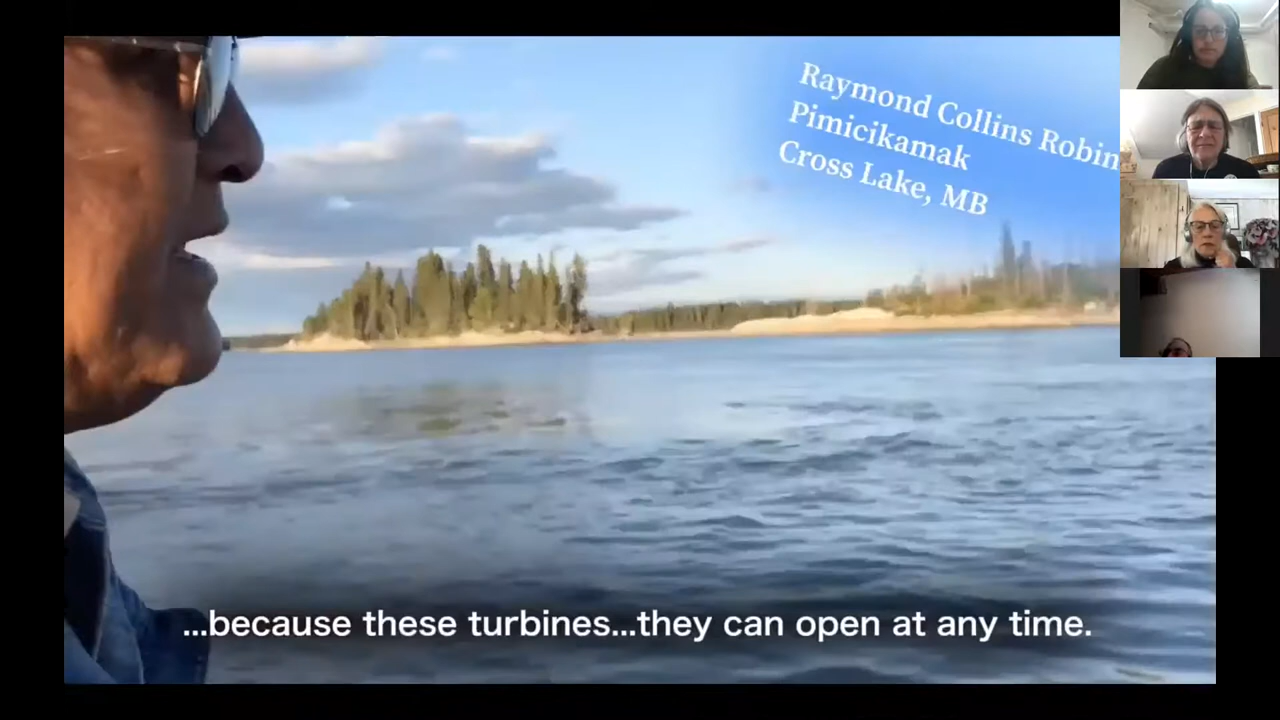 Raymond Collins Robin
Pimicikamak
Cross Lake, MB
...because these turbines...they can open at any time.